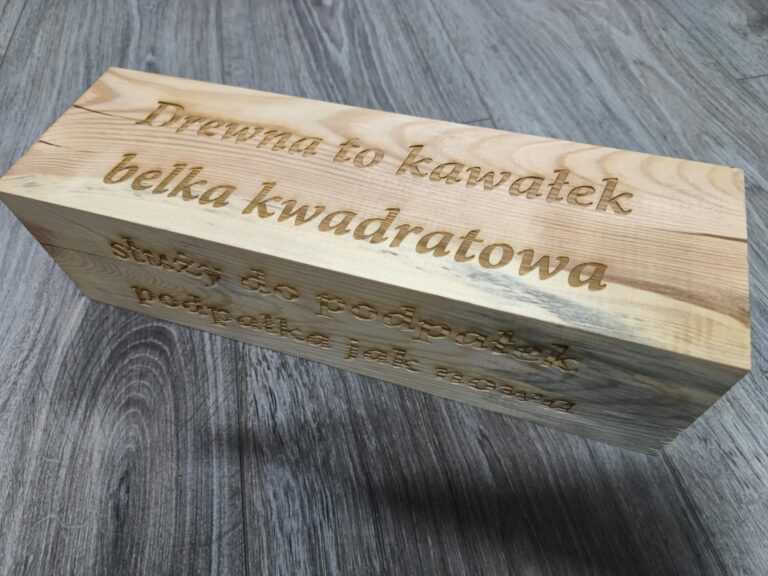 Drewna to kawałek
belka kwadratowa
służy do podpałek
podpałka jak nowa